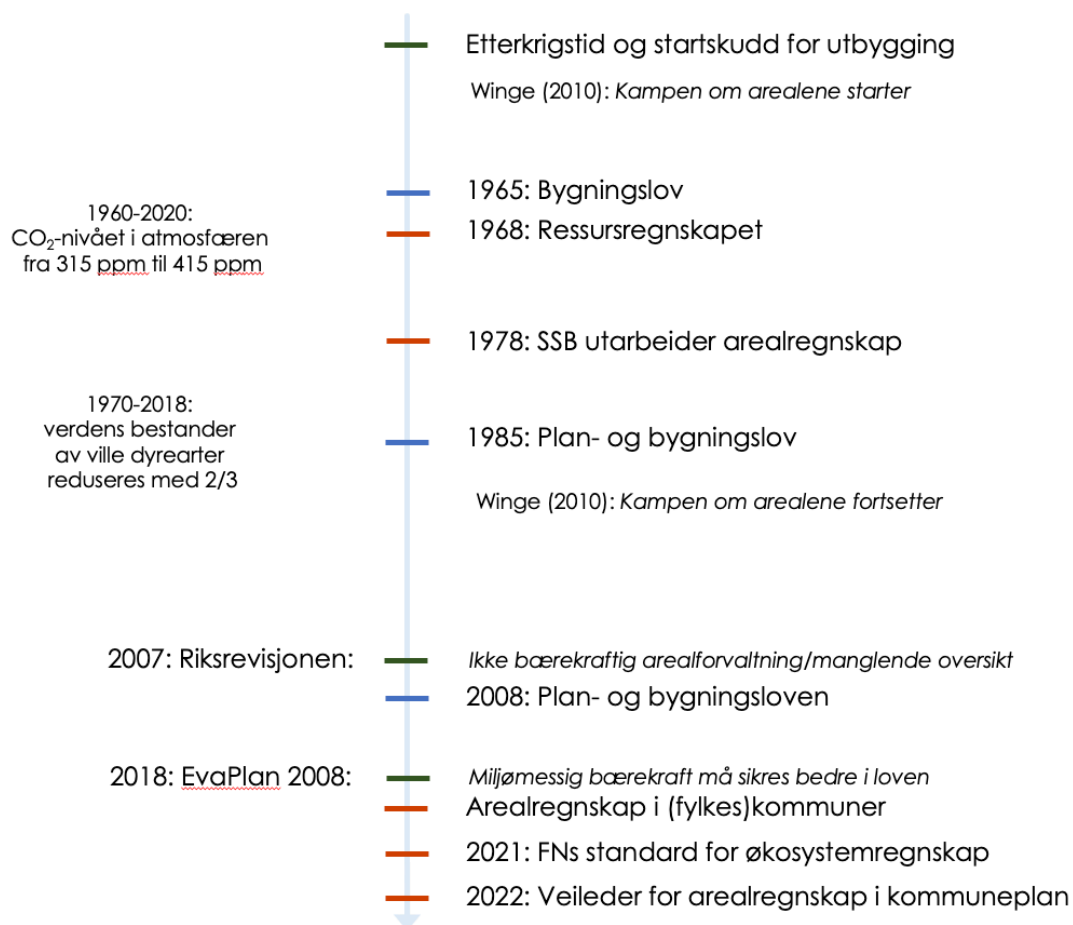 Etterkrigstid og startskudd for utbygging
Winge (2010): Kampen om arealene starter
1965: Bygningslov
1960-2020:
CO₂-nivået i atmosfæren
fra 315 ppm til 415 ppm
1968: Ressursregnskapet
1978: SSB utarbeider arealregnskap
1970-2018:
verdens bestander
av ville dyrearter
reduseres med 2/3
1985: Plan- og bygningslov
Winge (2010): Kampen om arealene fortsetter
2007: Riksrevisjonen: Ikke bærekraftig arealforvaltning/manglende oversikt
2008: Plan- og bygningsloven
2018: EvaPlan 2008: Miljømessig bærekraft må sikres bedre i loven
Arealregnskap i (fylkes)kommuner
2021: FNs standard for økosystemregnskap
2022: Veileder for arealregnskap i kommuneplan